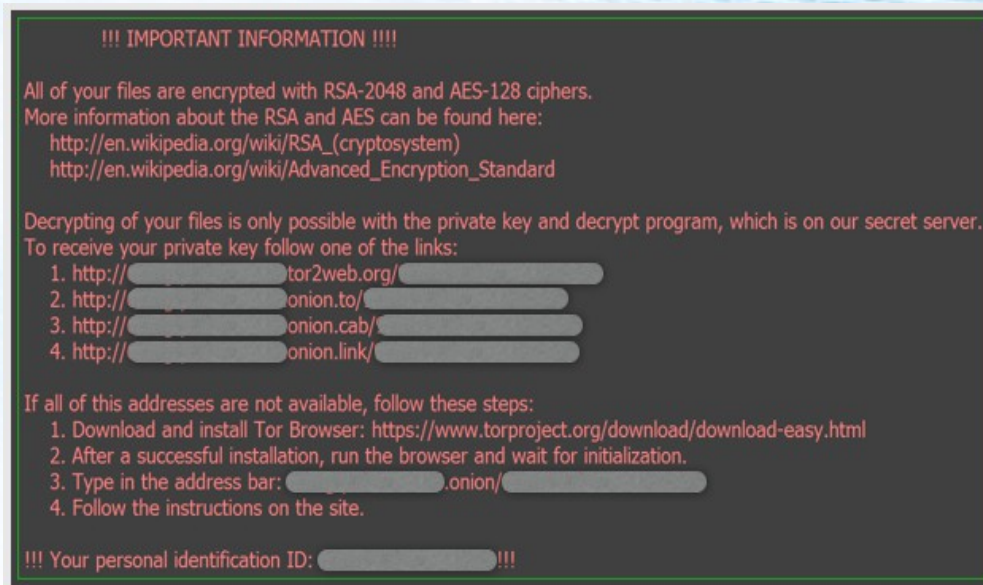 !!! IMPORTANT INFORMATION !!!!
All of your files are encrypted with RSA-2048 and AES-128 ciphers.
More information about the RSA and AES can be found here:
http://en.wikipedia.org/wiki/RSA_(cryptosystem)
http://en.wikipedia.org/wiki/Advanced_Encryption_Standard
Decrypting of your files is only possible with the private key and decrypt program, which is on our secret server.
To receive your private key follow one of the links:
1. http:// tor2web.org/
2. http:// onion.to/
3. http:// onion.cab/
4. http:// onion.link/
If all of this addresses are not available, follow these steps:
1. Download and install Tor Browser: https://www.torproject.org/download/download-easy.html
2. After a successful installation, run the browser and wait for initialization.
3. Type in the address bar: .onion/
4. Follow the instructions on the site.
!!! Your personal identification ID: !!!